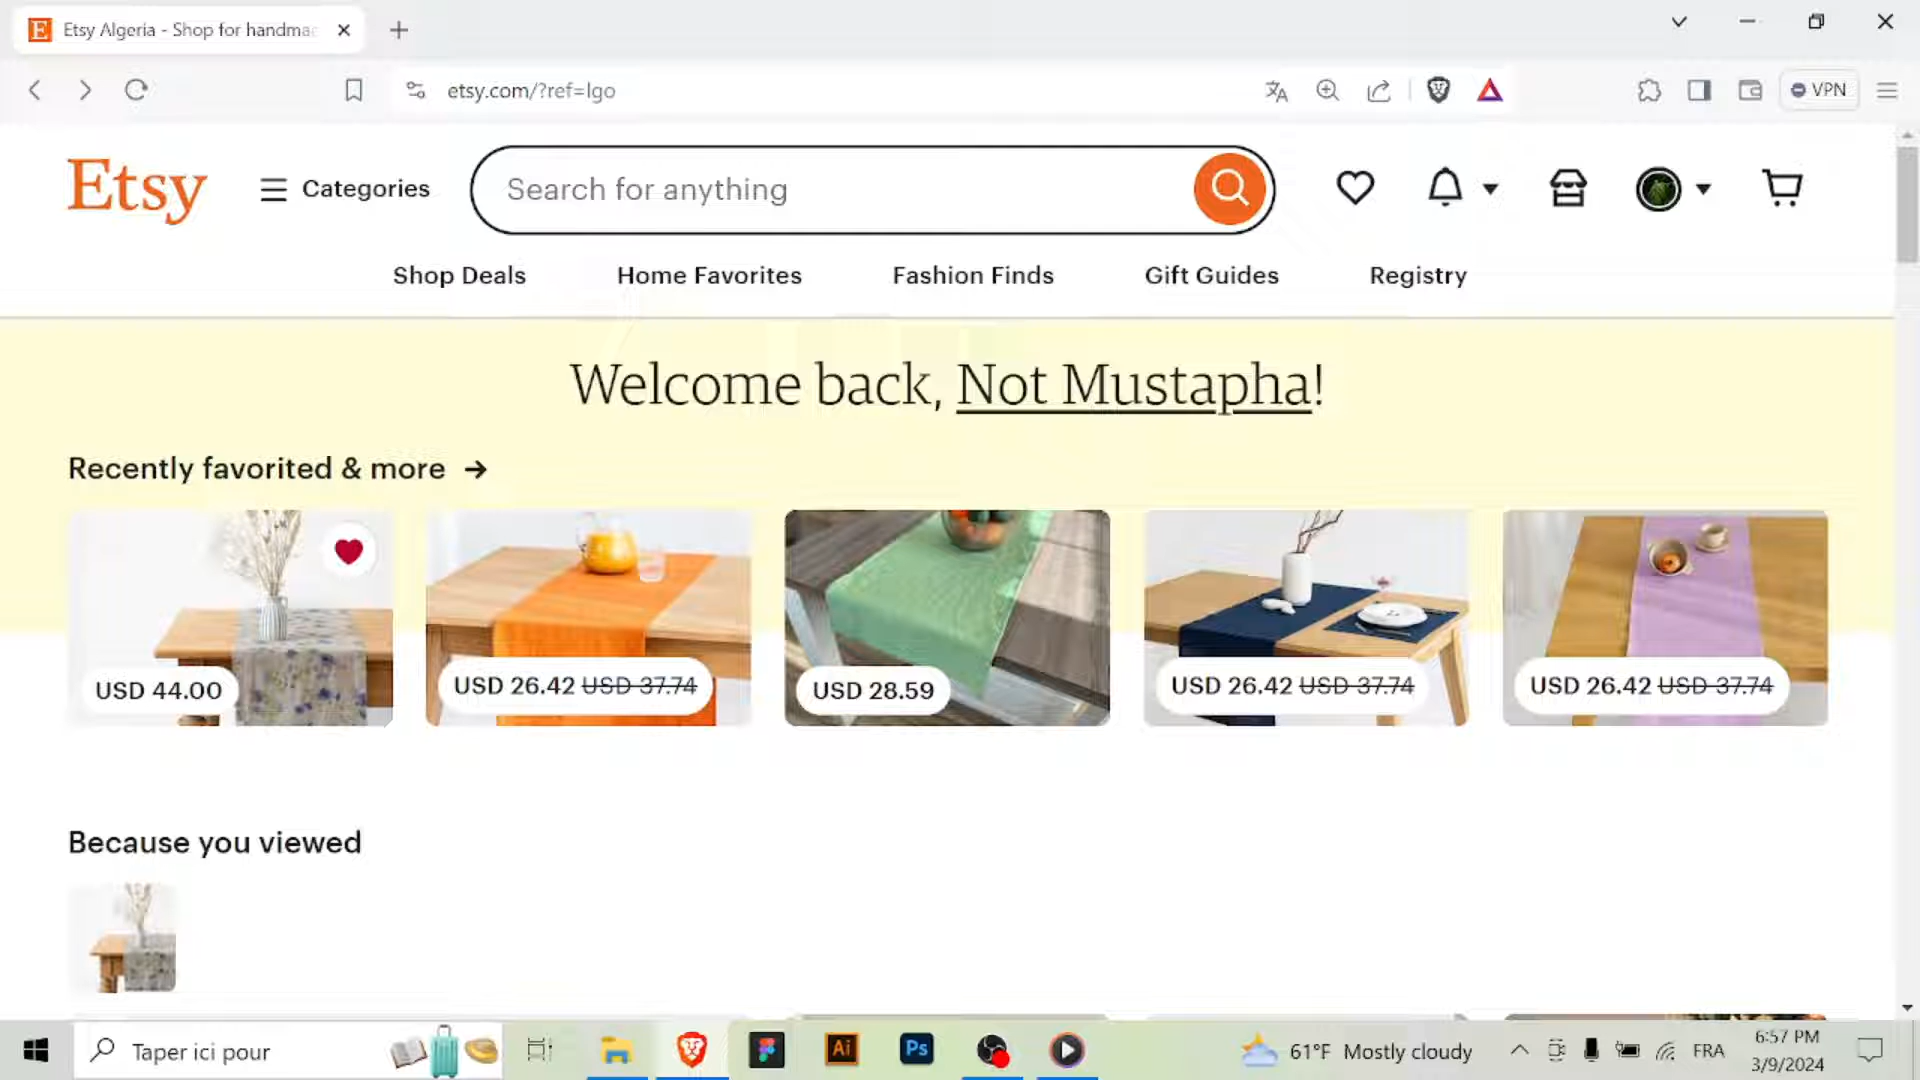 Etsy Algeria - Shop for handmad
etsy.com/?ref=lgo
VPN
Etsy
Categories
Search for anything
Shop Deals
Home Favorites
Fashion Finds
Gift Guides
Registry
Welcome back, Not Mustapha!
Recently favorited & more →
USD 44.00
USD 26.42 USD 37.74
USD 28.59
USD 26.42 USD 37.74
USD 26.42 USD 37.74
Because you viewed
Taper ici pour
Ai
Ps
61°F Mostly cloudy
FRA
6:57 PM
3/9/2024